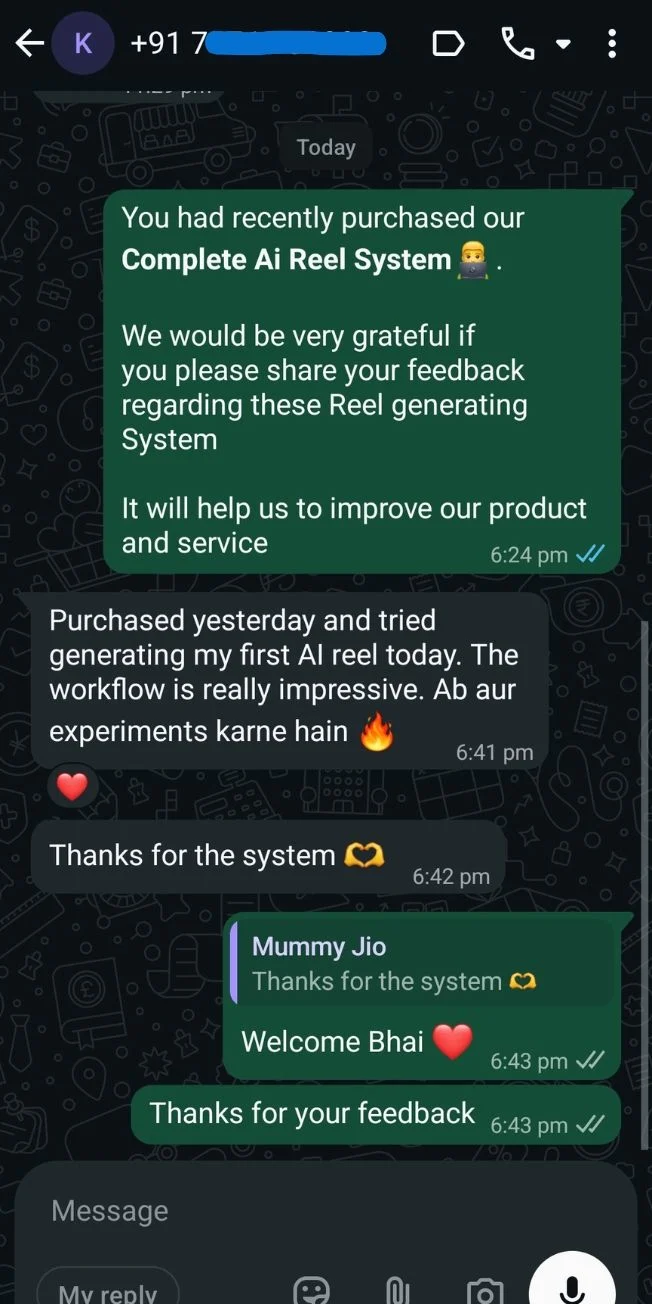 K
+91 7
Today
You had recently purchased our
Complete Ai Reel System 👨‍💻 .
We would be very grateful if
you please share your feedback
regarding these Reel generating
System
It will help us to improve our product
and service
6:24 pm
Purchased yesterday and tried
generating my first AI reel today. The
workflow is really impressive. Ab aur
experiments karne hain 🔥
6:41 pm
❤️
Thanks for the system 🫶
6:42 pm
Mummy Jio
Thanks for the system 🫶
Welcome Bhai ❤️
6:43 pm
Thanks for your feedback
6:43 pm
Message
My reply